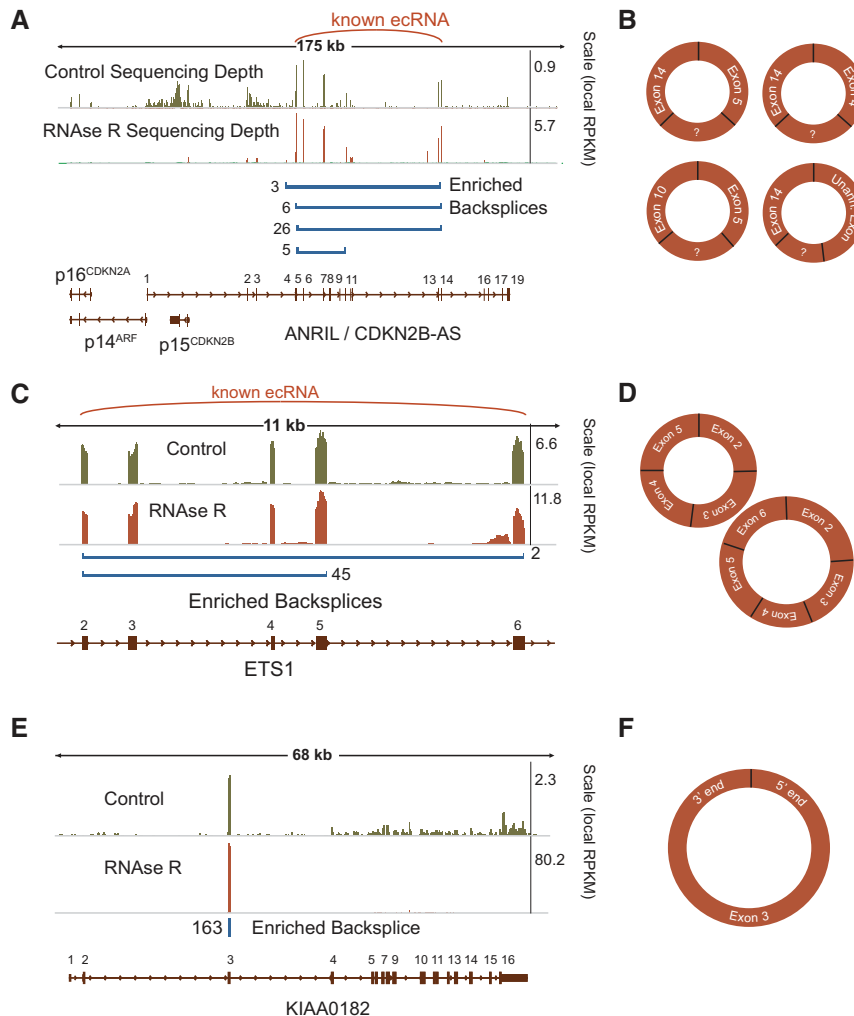 A
known ecRNA
175 kb
Control Sequencing Depth
0.9
RNAse R Sequencing Depth
5.7
Scale (local RPKM)
3
Enriched
6
Backsplices
26
5
p16CDKN2A
1 2 3 4 5 6 7 8 9 11 13 14 16 17 19
p14ARF
p15CDKN2B
ANRIL / CDKN2B-AS
B
Exon 14
Exon 5
?
Exon 14
Exon 4
?
Exon 10
Exon 5
?
Exon 14
Unann. Exon
?
C
known ecRNA
11 kb
Control
6.6
RNAse R
11.8
Scale (local RPKM)
2
45
Enriched Backsplices
2 3 4 5 6
ETS1
D
Exon 5
Exon 2
Exon 4
Exon 3
Exon 6
Exon 2
Exon 5
Exon 3
Exon 4
E
68 kb
Control
2.3
RNAse R
80.2
Scale (local RPKM)
163
Enriched Backsplice
1 2 3 4 5 7 9 10 11 12 13 14 15 16
KIAA0182
F
3' end
5' end
Exon 3